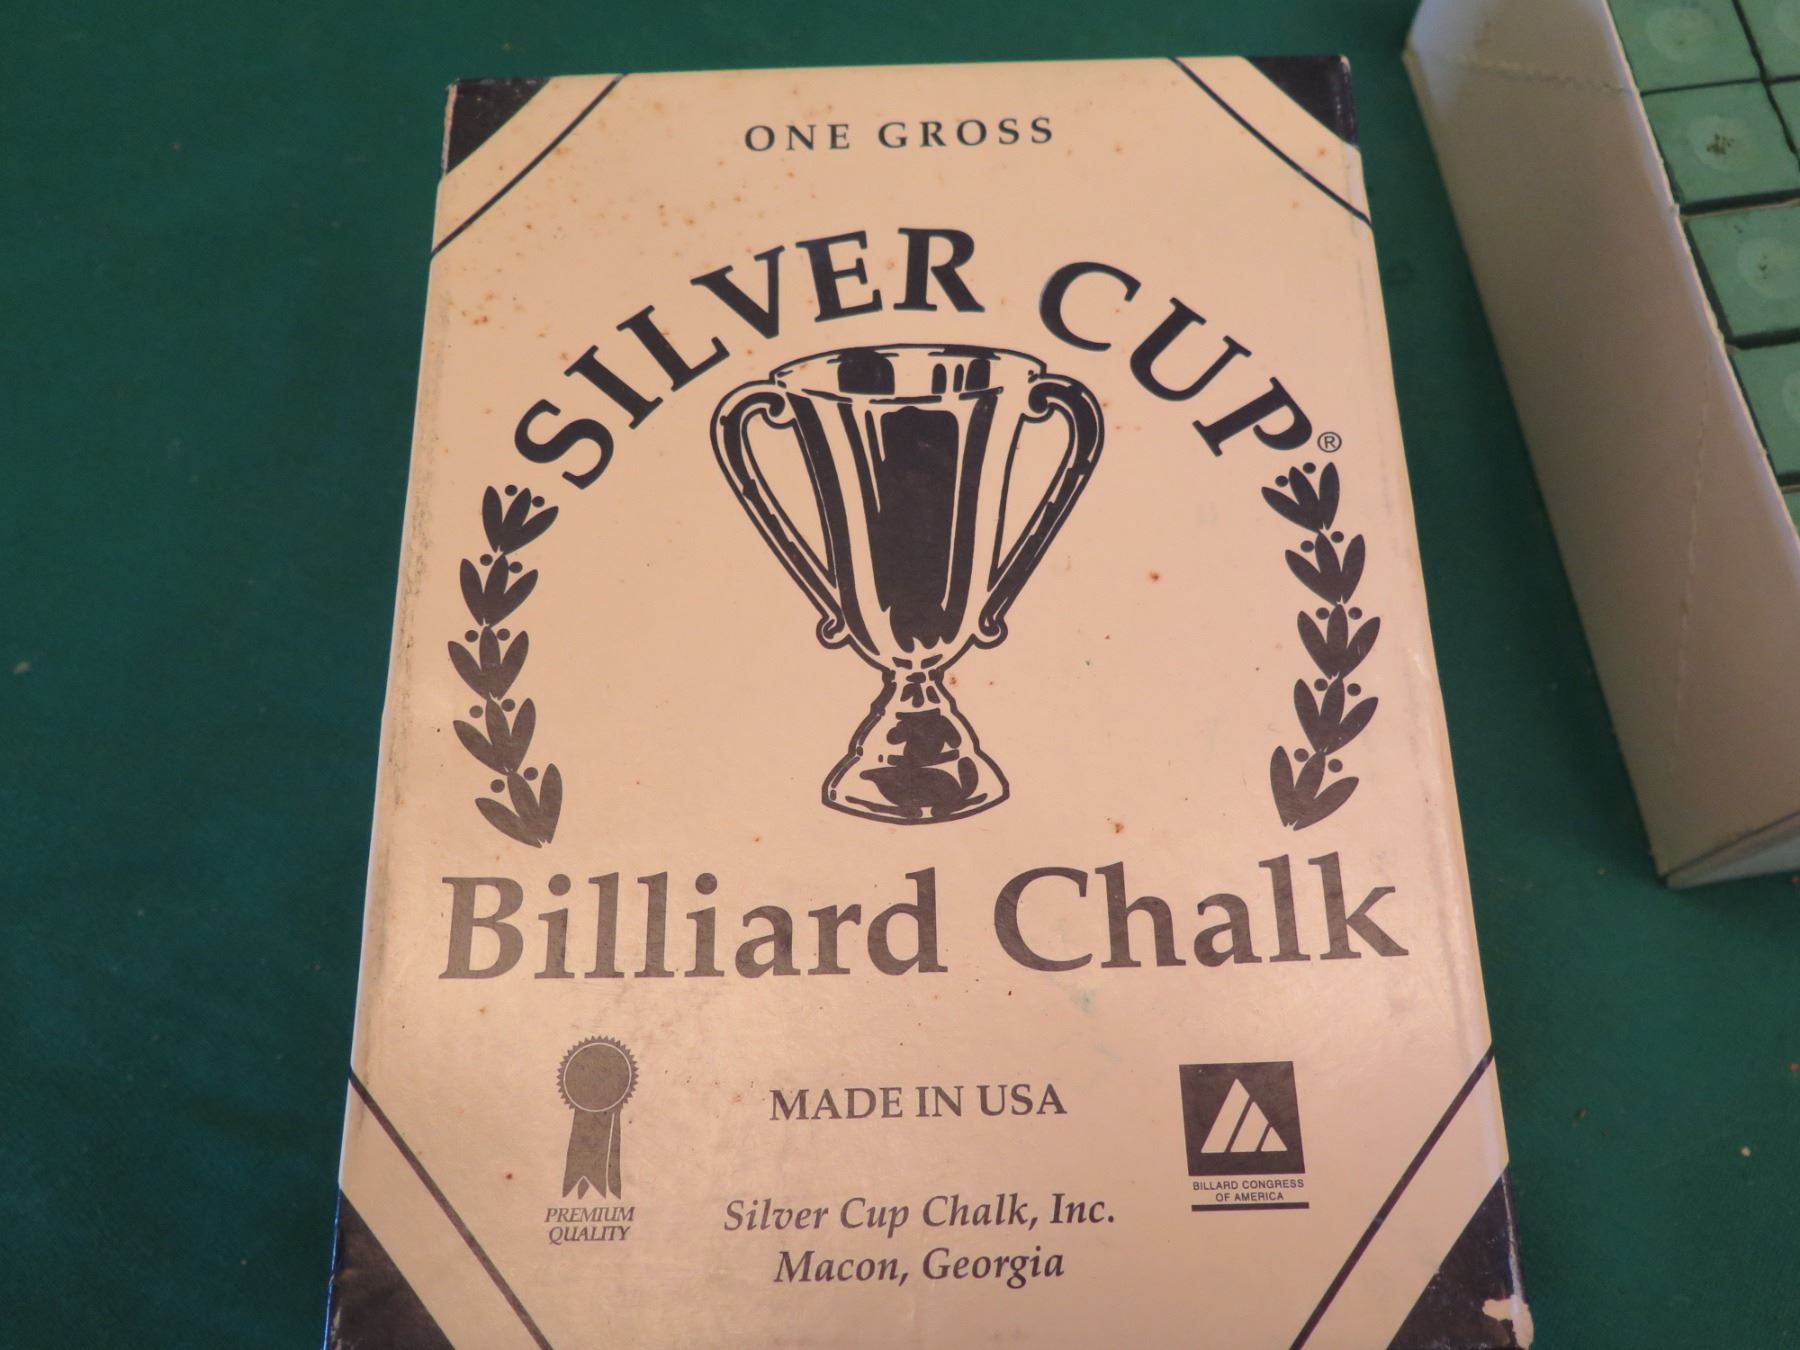 ONE GROSS
SILVER CUP®
Billiard Chalk
MADE IN USA
PREMIUM
QUALITY
BILLARD CONGRESS
OF AMERICA
Silver Cup Chalk, Inc.
Macon, Georgia